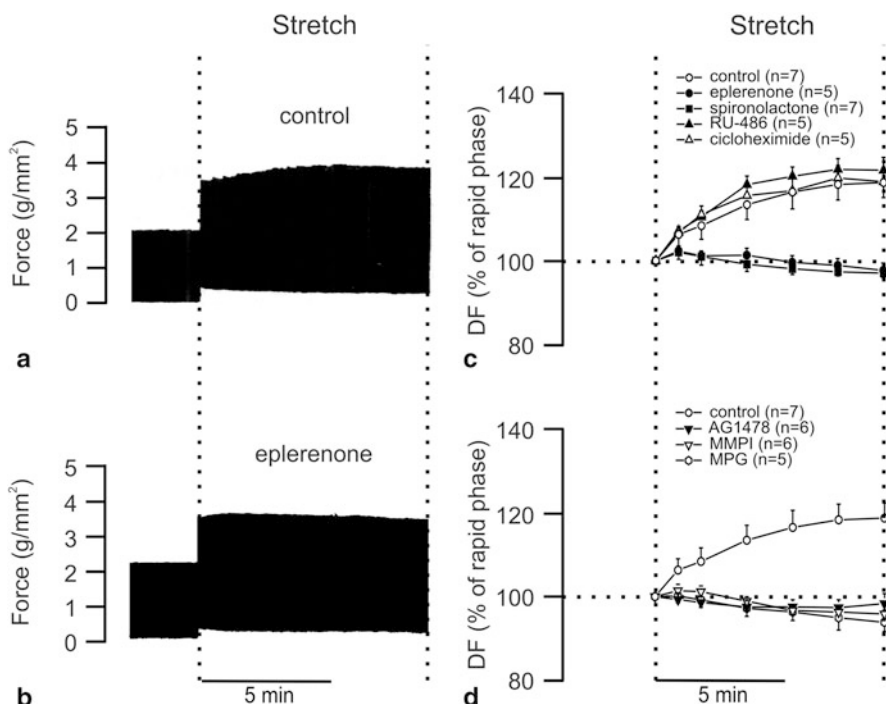 Stretch
control
Force (g/mm²)
5
4
3
2
1
0
a
eplerenone
Force (g/mm²)
5
4
3
2
1
0
5 min
b
Stretch
control (n=7)
eplerenone (n=5)
spironolactone (n=7)
RU-486 (n=5)
cicloheximide (n=5)
DF (% of rapid phase)
140
120
100
80
c
control (n=7)
AG1478 (n=6)
MMPI (n=6)
MPG (n=5)
DF (% of rapid phase)
140
120
100
80
5 min
d